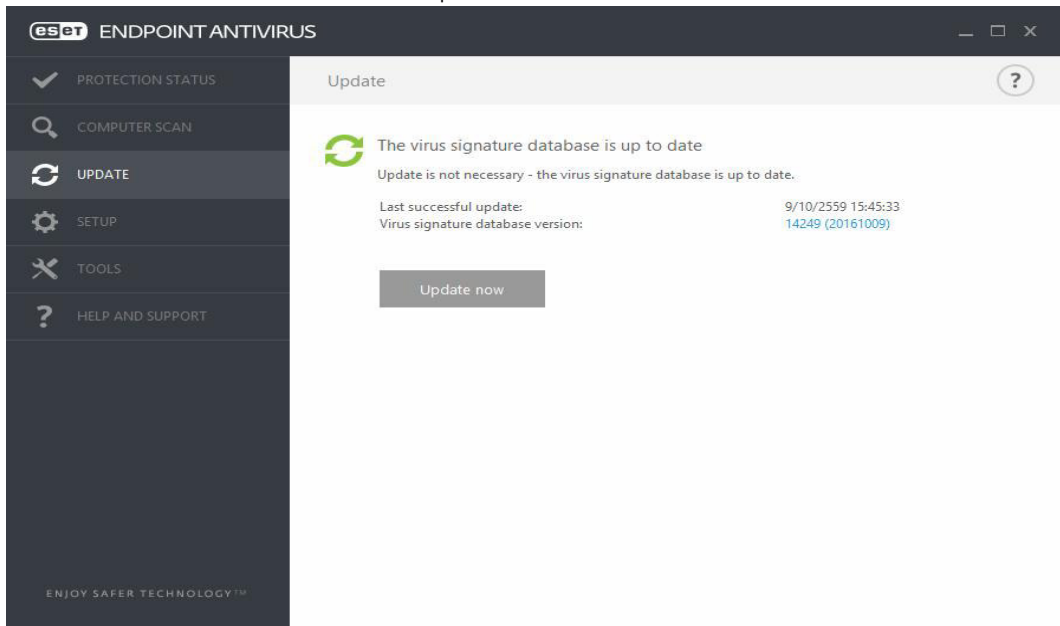 eset ENDPOINT ANTIVIRUS
PROTECTION STATUS
COMPUTER SCAN
UPDATE
SETUP
TOOLS
HELP AND SUPPORT
ENJOY SAFER TECHNOLOGY™
Update
?
The virus signature database is up to date
Update is not necessary - the virus signature database is up to date.
Last successful update: 9/10/2559 15:45:33
Virus signature database version: 14249 (20161009)
Update now